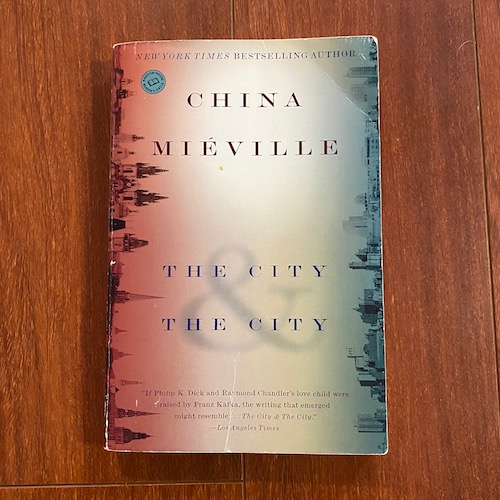 NEW YORK TIMES BESTSELLING AUTHOR
CHINA
MIÉVILLE
THE CITY
&
THE CITY
"If Philip K. Dick and Raymond Chandler's love child were
raised by Franz Kafka, the writing that emerged
might resemble . . . The City & The City."
—Los Angeles Times